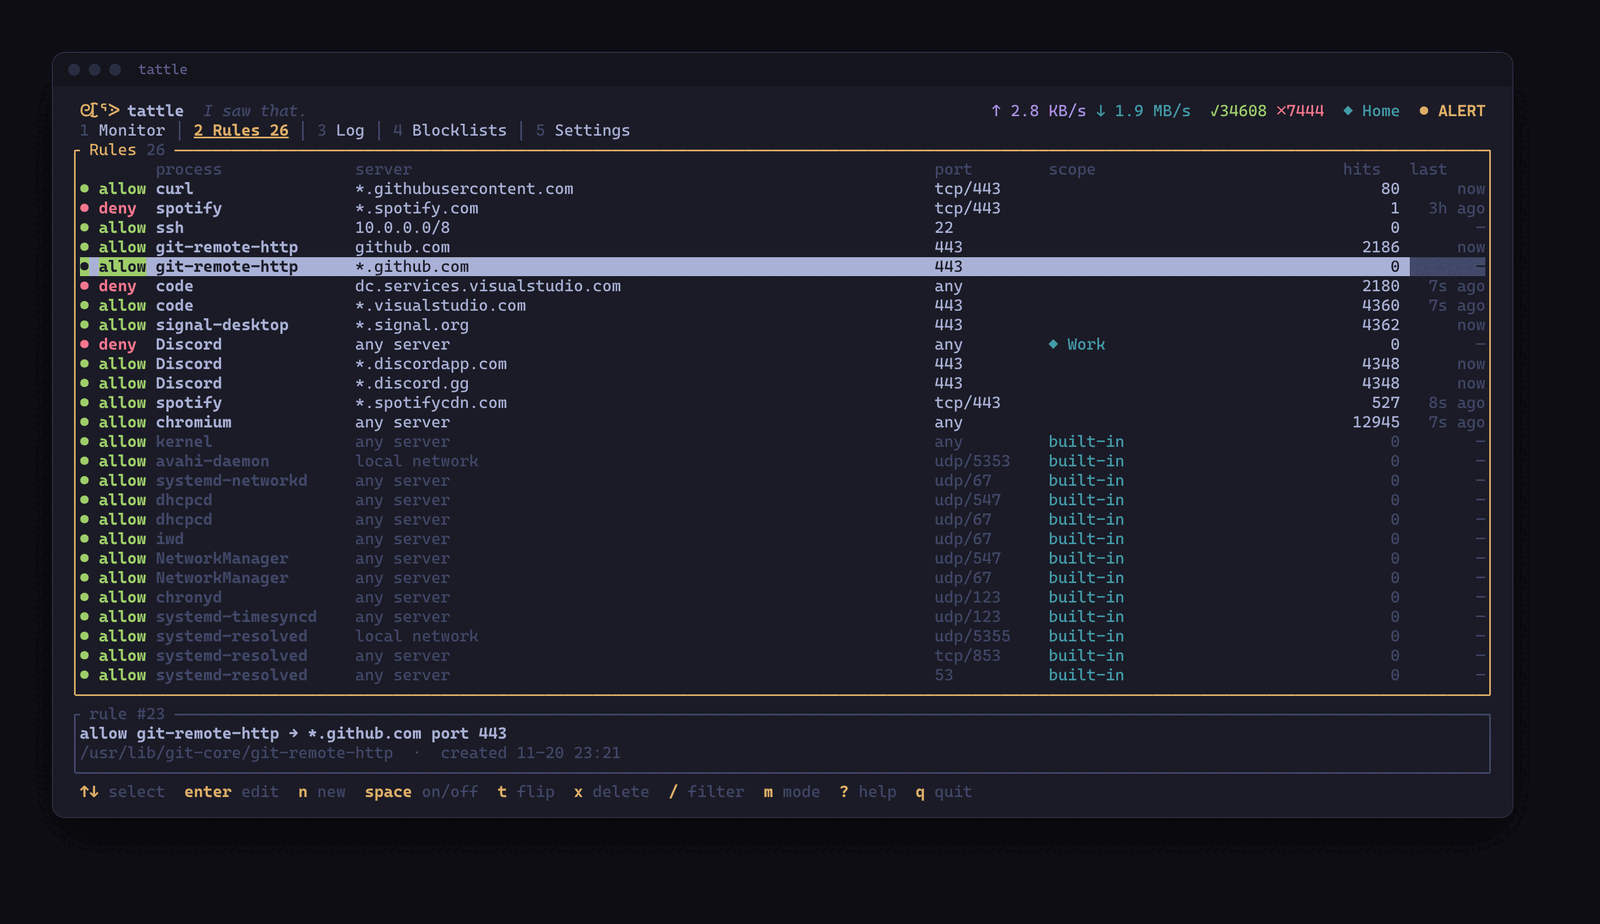 tattle
tattle I saw that. ↑ 2.8 KB/s ↓ 1.9 MB/s ✓34608 ×7444 ◆ Home ● ALERT
1 Monitor │ 2 Rules 26 │ 3 Log │ 4 Blocklists │ 5 Settings
Rules 26
process server port scope hits last
● allow curl *.githubusercontent.com tcp/443 80 now
● deny spotify *.spotify.com tcp/443 1 3h ago
● allow ssh 10.0.0.0/8 22 0 —
● allow git-remote-http github.com 443 2186 now
● allow git-remote-http *.github.com 443 0 —
● deny code dc.services.visualstudio.com any 2180 7s ago
● allow code *.visualstudio.com 443 4360 7s ago
● allow signal-desktop *.signal.org 443 4362 now
● deny Discord any server any ◆ Work 0 —
● allow Discord *.discordapp.com 443 4348 now
● allow Discord *.discord.gg 443 4348 now
● allow spotify *.spotifycdn.com tcp/443 527 8s ago
● allow chromium any server any 12945 7s ago
● allow kernel any server any built-in 0 —
● allow avahi-daemon local network udp/5353 built-in 0 —
● allow systemd-networkd any server udp/67 built-in 0 —
● allow dhcpcd any server udp/547 built-in 0 —
● allow dhcpcd any server udp/67 built-in 0 —
● allow iwd any server udp/67 built-in 0 —
● allow NetworkManager any server udp/547 built-in 0 —
● allow NetworkManager any server udp/67 built-in 0 —
● allow chronyd any server udp/123 built-in 0 —
● allow systemd-timesyncd any server udp/123 built-in 0 —
● allow systemd-resolved local network udp/5355 built-in 0 —
● allow systemd-resolved any server tcp/853 built-in 0 —
● allow systemd-resolved any server 53 built-in 0 —
rule #23
allow git-remote-http → *.github.com port 443
/usr/lib/git-core/git-remote-http · created 11-20 23:21
↑↓ select enter edit n new space on/off t flip x delete / filter m mode ? help q quit